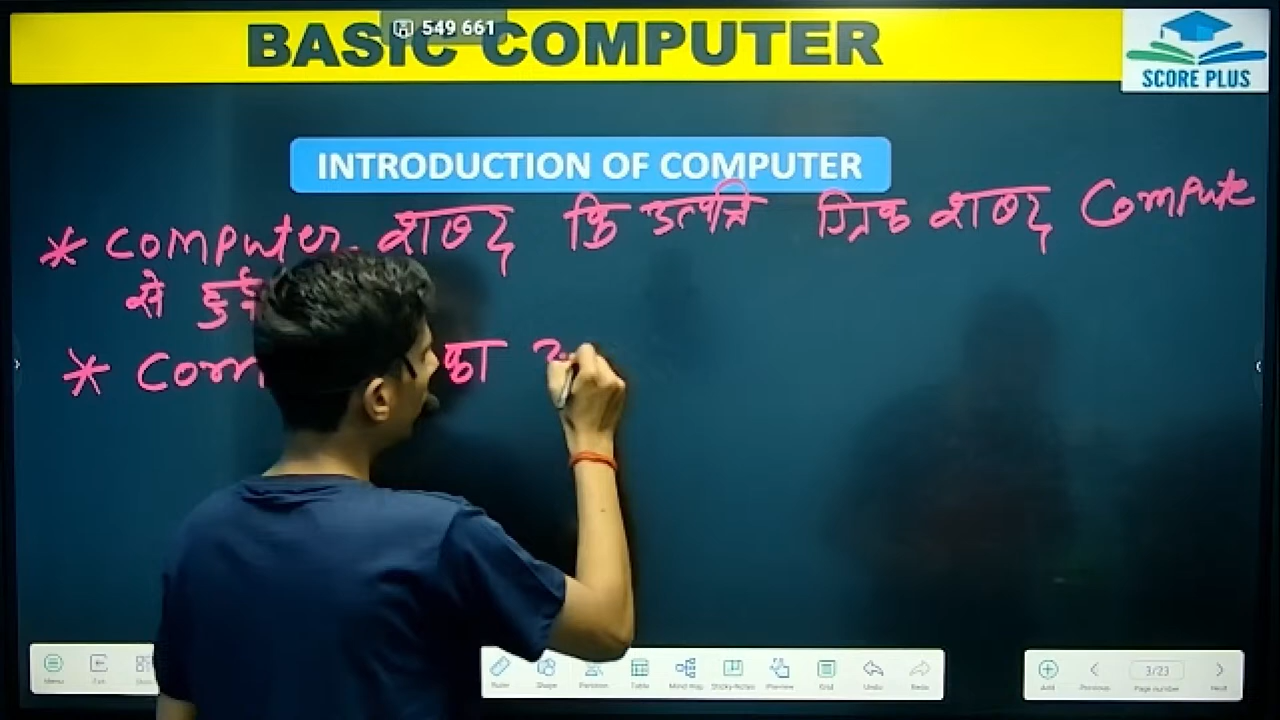 549 661
BASIC COMPUTER
SCORE PLUS
INTRODUCTION OF COMPUTER
* Computer शब्द कि उत्पत्ति ग्रिक शब्द Compute
से हुई
* Com का
Menu
Ruler Shape Table Mind Map Sticky-Notes Preview Grid Undo Redo
Add Previous 3/23 Page number Next